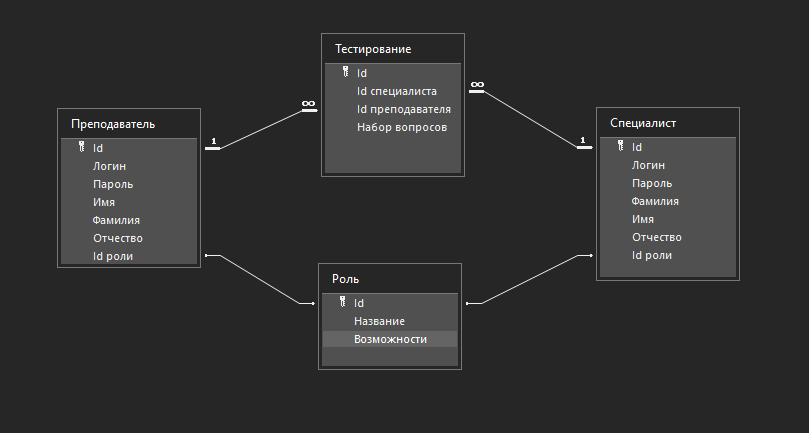 Тестирование
Id
Id специалиста
Id преподавателя
Набор вопросов
∞
∞
1
1
Преподаватель
Id
Логин
Пароль
Имя
Фамилия
Отчество
Id роли
Специалист
Id
Логин
Пароль
Фамилия
Имя
Отчество
Id роли
Роль
Id
Название
Возможности